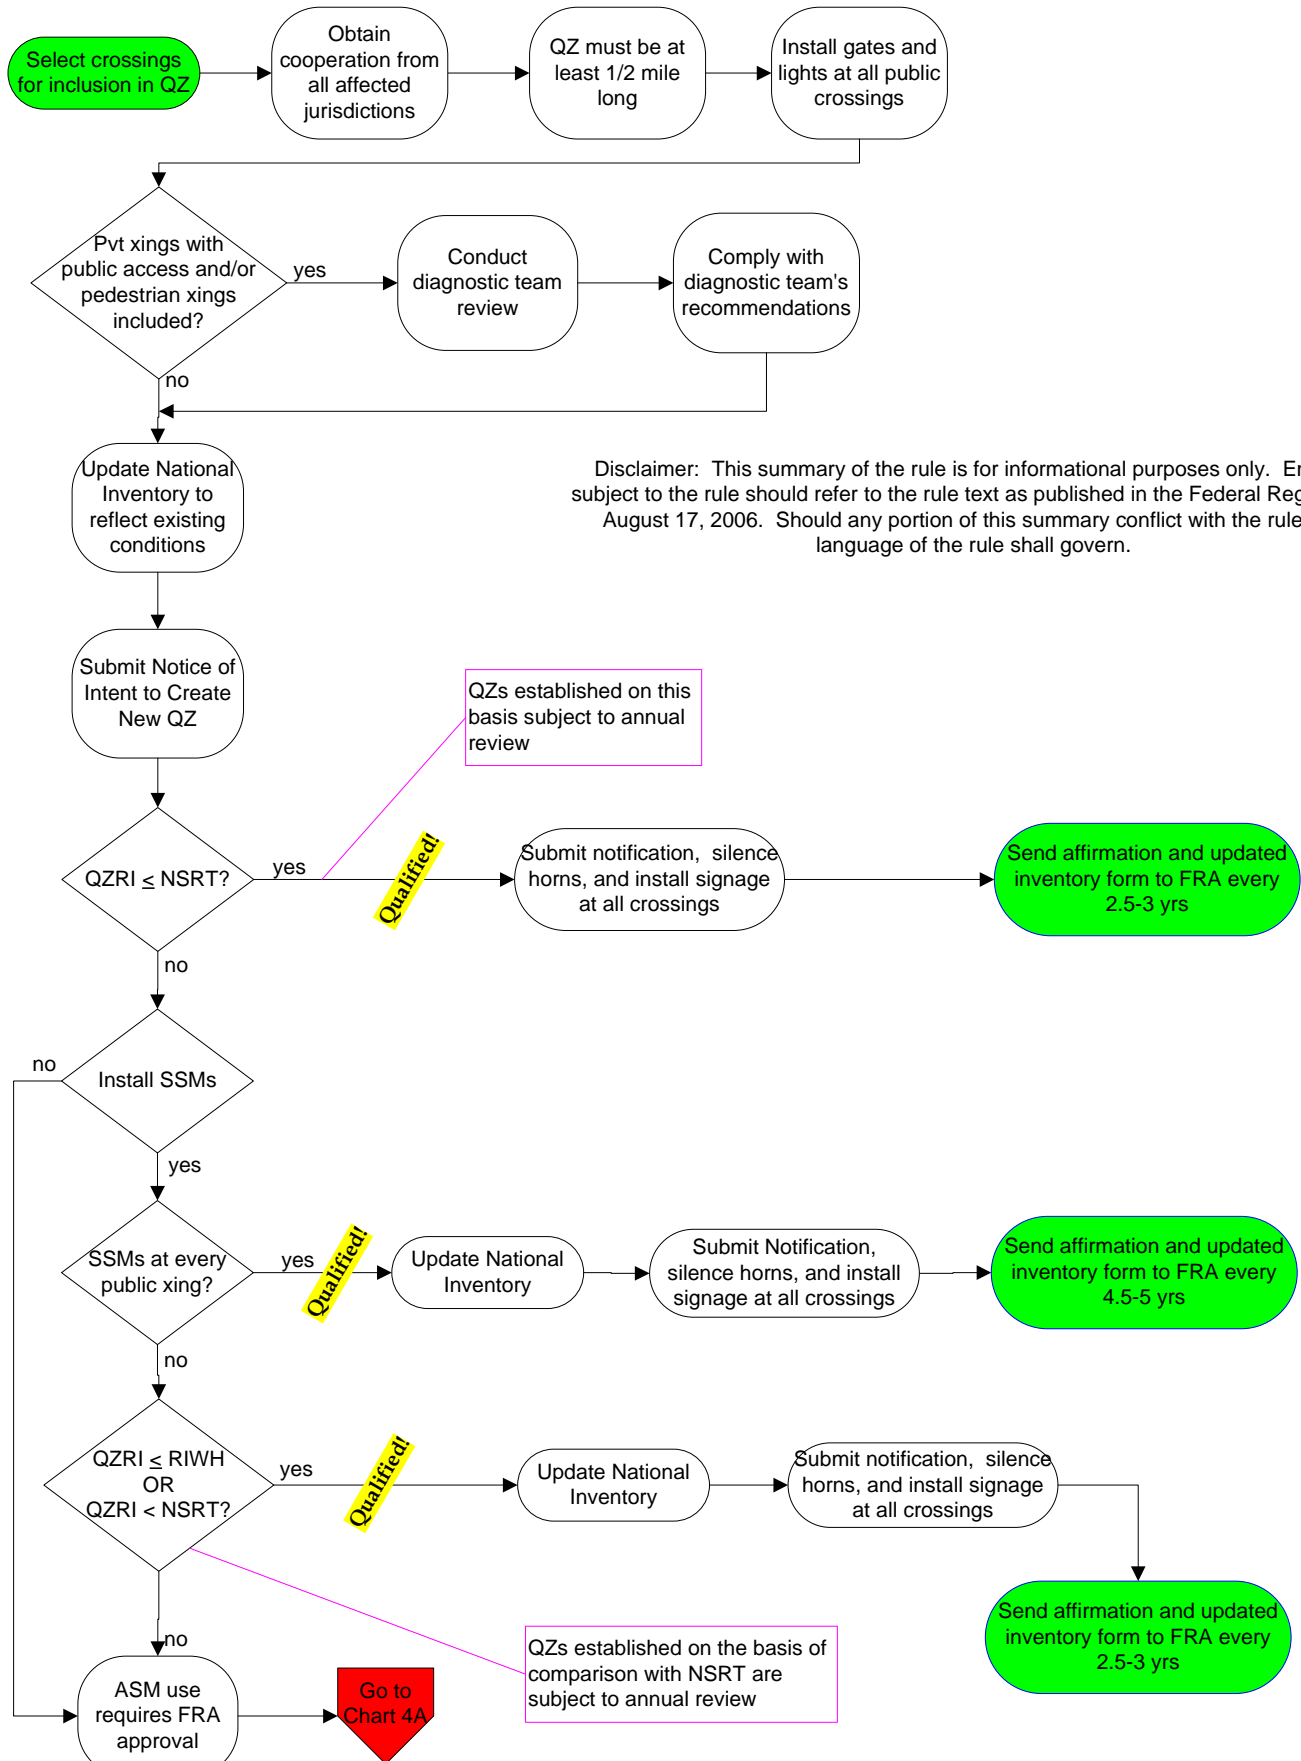 Select crossings
for inclusion in QZ
Obtain
cooperation from
all affected
jurisdictions
QZ must be at
least 1/2 mile
long
Install gates and
lights at all public
crossings
Pvt xings with
public access and/or
pedestrian xings
included?
yes
Conduct
diagnostic team
review
Comply with
diagnostic team's
recommendations
no
Update National
Inventory to
reflect existing
conditions
Disclaimer: This summary of the rule is for informational purposes only.
subject to the rule should refer to the rule text as published in the Federal
August 17, 2006. Should any portion of this summary conflict with the rule
language of the rule shall govern.
Submit Notice of
Intent to Create
New QZ
QZs established on this
basis subject to annual
review
QZRI ≤ NSRT?
yes
Qualified!
Submit notification, silence
horns, and install signage
at all crossings
Send affirmation and updated
inventory form to FRA every
2.5-3 yrs
no
Install SSMs
no
yes
SSMs at every
public xing?
yes
Qualified!
Update National
Inventory
Submit Notification,
silence horns, and install
signage at all crossings
Send affirmation and updated
inventory form to FRA every
4.5-5 yrs
no
QZRI ≤ RIWH
OR
QZRI < NSRT?
yes
Qualified!
Update National
Inventory
Submit notification, silence
horns, and install signage
at all crossings
Send affirmation and updated
inventory form to FRA every
2.5-3 yrs
no
QZs established on the basis of
comparison with NSRT are
subject to annual review
ASM use
requires FRA
approval
Go to
Chart 4A